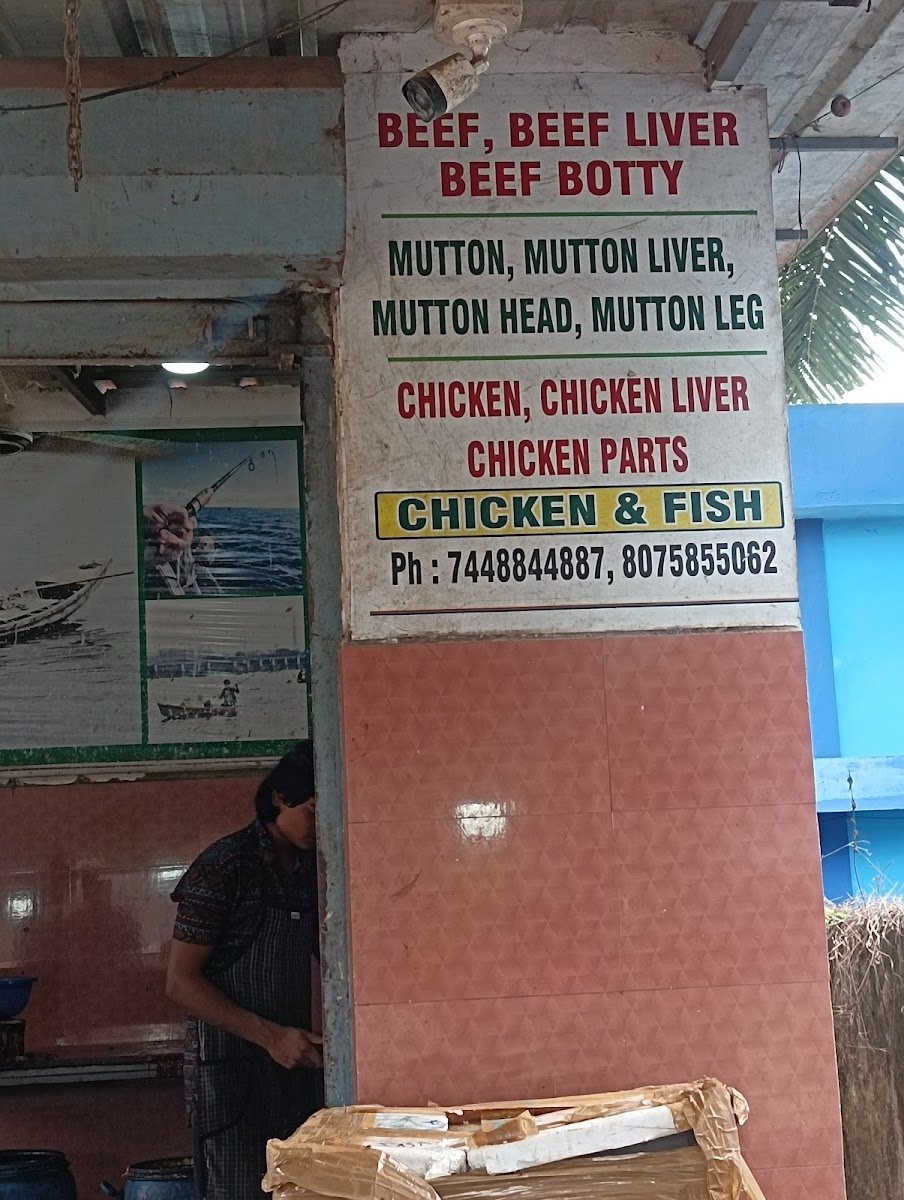 BEEF, BEEF LIVER
BEEF BOTTY
MUTTON, MUTTON LIVER,
MUTTON HEAD, MUTTON LEG
CHICKEN, CHICKEN LIVER
CHICKEN PARTS
CHICKEN & FISH
Ph : 7448844887, 8075855062